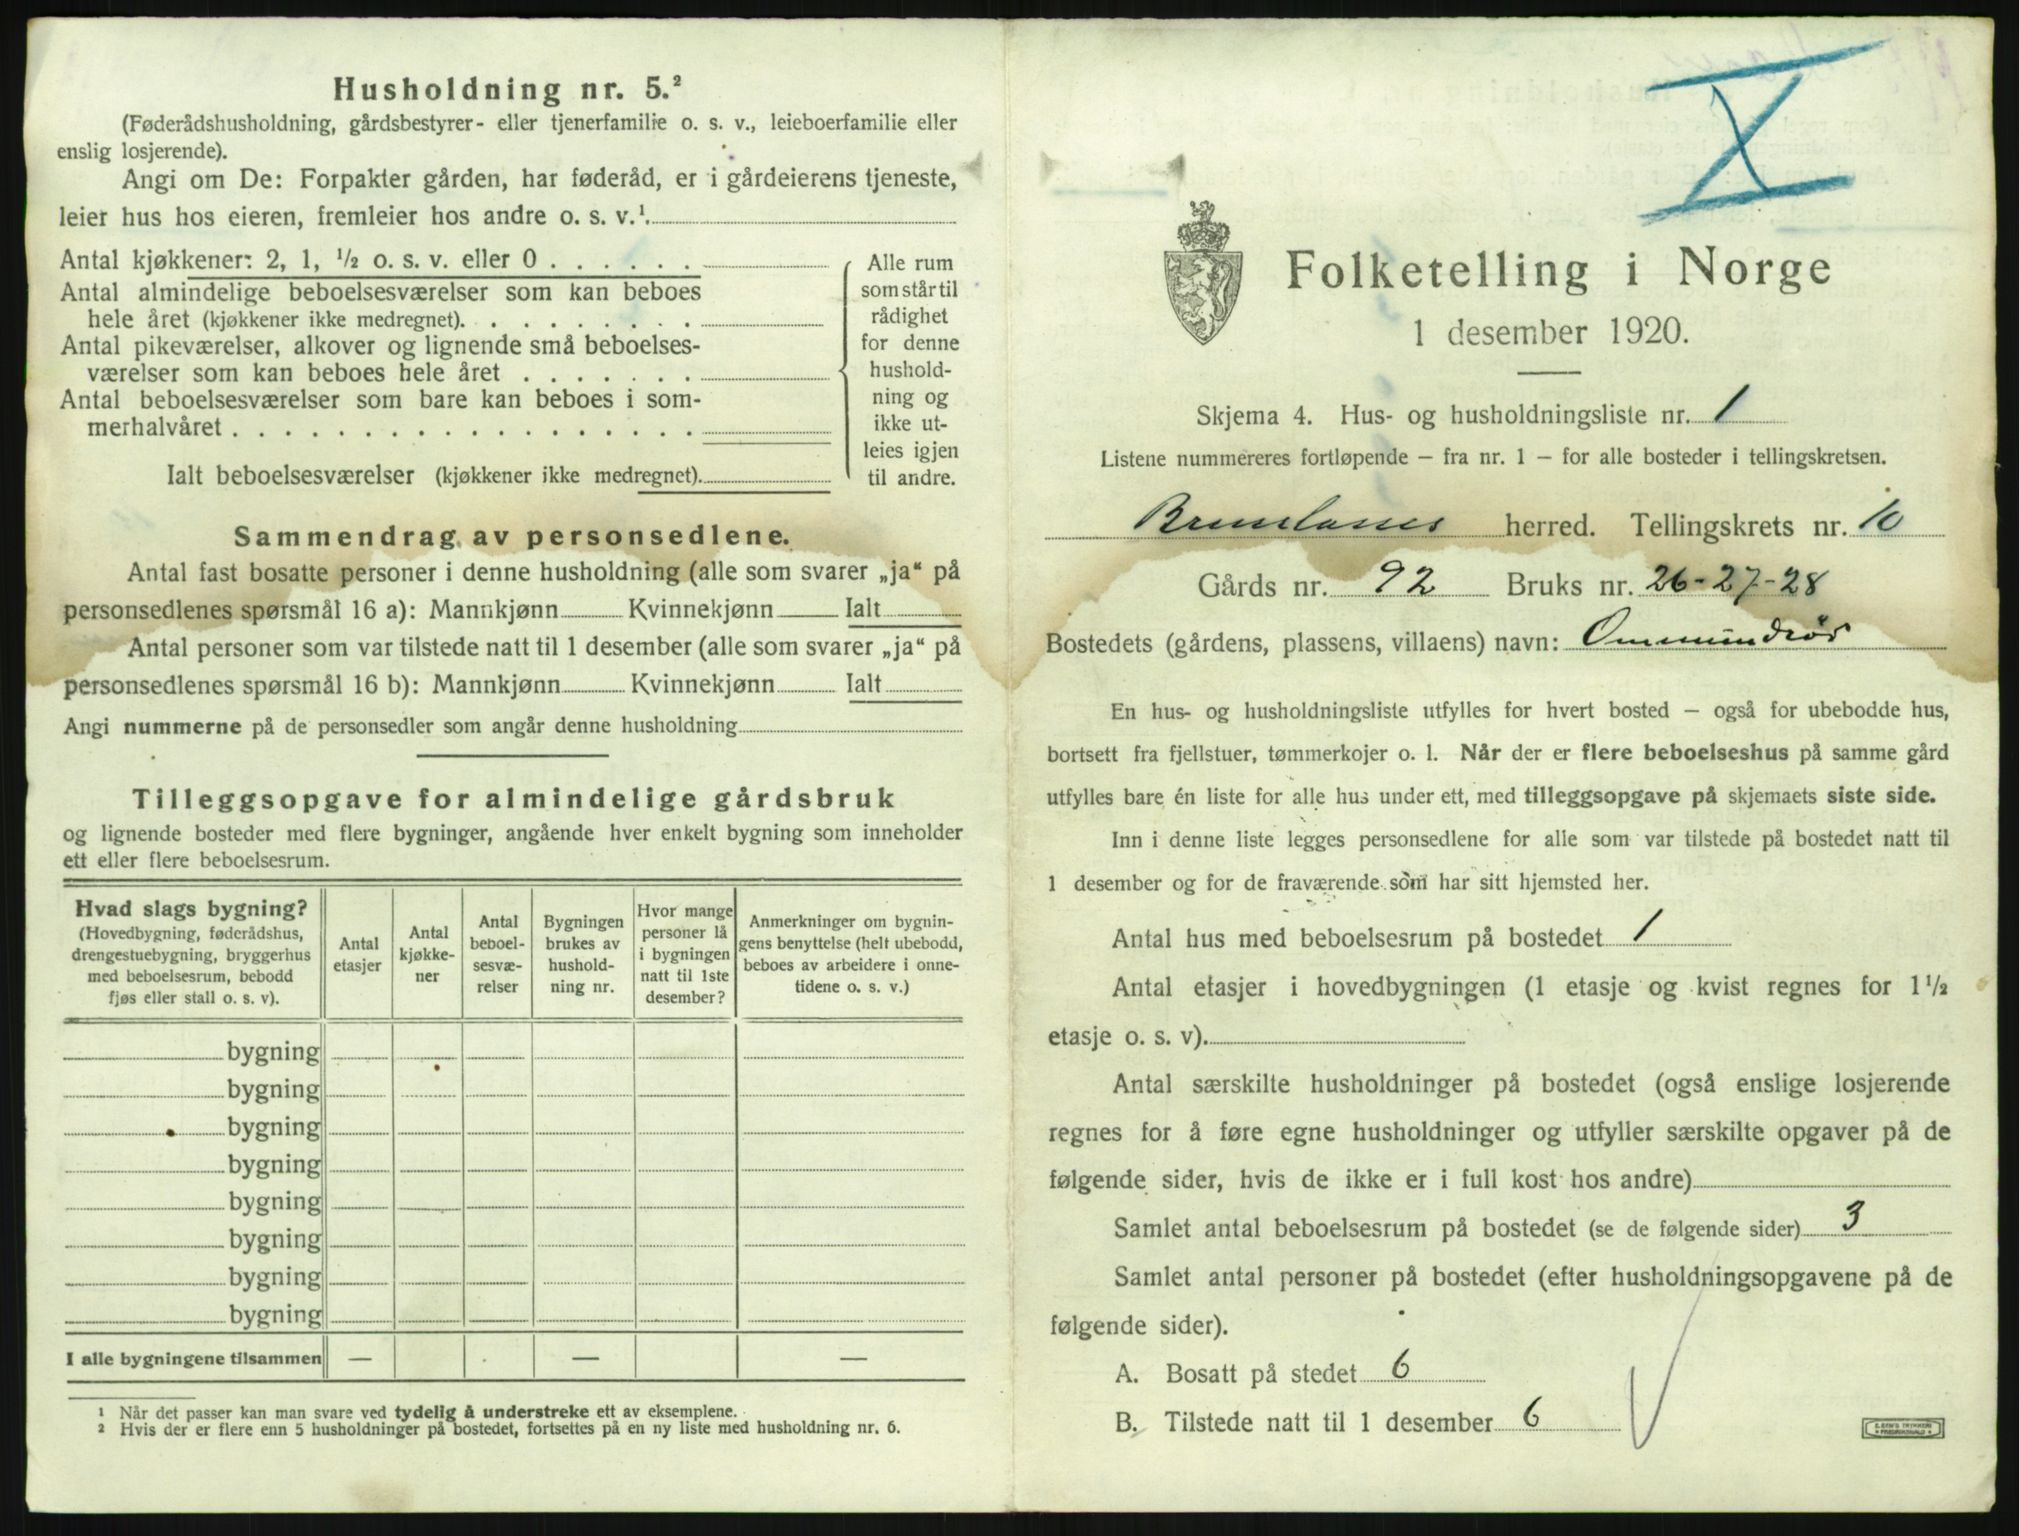 Husholdning nr. 5.²
(Føderådshusholdning, gårdsbestyrer- eller tjenerfamilie o. s. v., leieboerfamilie eller
enslig losjerende).
Angi om De: Forpakter gården, har føderåd, er i gårdeierens tjeneste,
leier hus hos eieren, fremleier hos andre o. s. v.¹.
Antal kjøkkener: 2, 1, ½ o. s. v. eller 0 . . . . . .
Antal almindelige beboelsesværelser som kan beboes
hele året (kjøkkener ikke medregnet). . . . . . . . .
Antal pikeværelser, alkover og lignende små beboelses-
værelser som kan beboes hele året . . . . . . .
Antal beboelsesværelser som bare kan beboes i som-
merhalvåret . . . . . . . . . . . . . . . . . .
Ialt beboelsesværelser (kjøkkener ikke medregnet).
Alle rum
som står til
rådighet
for denne
hushold-
ning og
ikke ut-
leies igjen
til andre.
Sammendrag av personsedlene.
Antal fast bosatte personer i denne husholdning (alle som svarer „ja“ på
personsedlenes spørsmål 16 a): Mannkjønn Kvinnekjønn Ialt
Antal personer som var tilstede natt til 1 desember (alle som svarer „ja“ på
personsedlenes spørsmål 16 b): Mannkjønn Kvinnekjønn Ialt
Angi nummerne på de personsedler som angår denne husholdning
Tilleggsopgave for almindelige gårdsbruk
og lignende bosteder med flere bygninger, angående hver enkelt bygning som inneholder
ett eller flere beboelsesrum.
Hvad slags bygning?
(Hovedbygning, føderådshus,
drengestuebygning, bryggerhus
med beboelsesrum, bebodd
fjøs eller stall o. s. v).
Antal
etasjer
Antal
kjøkke-
ner
Antal
beboel-
sesvæ-
relser
Bygningen
brukes av
hushold-
ning nr.
Hvor mange
personer lå
i bygningen
natt til 1ste
desember?
Anmerkninger om bygnin-
gens benyttelse (helt ubebodd,
beboes av arbeidere i onne-
tidene o. s. v.)
bygning
bygning
bygning
bygning
bygning
bygning
bygning
bygning
I alle bygningene tilsammen — — —
¹ Når det passer kan man svare ved tydelig å understreke ett av eksemplene.
² Hvis der er flere enn 5 husholdninger på bostedet, fortsettes på en ny liste med husholdning nr. 6.
Folketelling i Norge
1 desember 1920.
Skjema 4. Hus- og husholdningsliste nr. 1
Listene nummereres fortløpende – fra nr. 1 – for alle bosteder i tellingskretsen.
Brunlanes herred. Tellingskrets nr. 10
Gårds nr. 92 Bruks nr. 26-27-28
Bostedets (gårdens, plassens, villaens) navn: Ommundrød
En hus- og husholdningsliste utfylles for hvert bosted – også for ubebodde hus,
bortsett fra fjellstuer, tømmerkojer o. l. Når der er flere beboelseshus på samme gård
utfylles bare én liste for alle hus under ett, med tilleggsopgave på skjemaets siste side.
Inn i denne liste legges personsedlene for alle som var tilstede på bostedet natt til
1 desember og for de fraværende som har sitt hjemsted her.
Antal hus med beboelsesrum på bostedet 1
Antal etasjer i hovedbygningen (1 etasje og kvist regnes for 1½
etasje o. s. v).
Antal særskilte husholdninger på bostedet (også enslige losjerende
regnes for å føre egne husholdninger og utfyller særskilte opgaver på de
følgende sider, hvis de ikke er i full kost hos andre)
Samlet antal beboelsesrum på bostedet (se de følgende sider) 3
Samlet antal personer på bostedet (efter husholdningsopgavene på de
følgende sider).
A. Bosatt på stedet 6
B. Tilstede natt til 1 desember 6